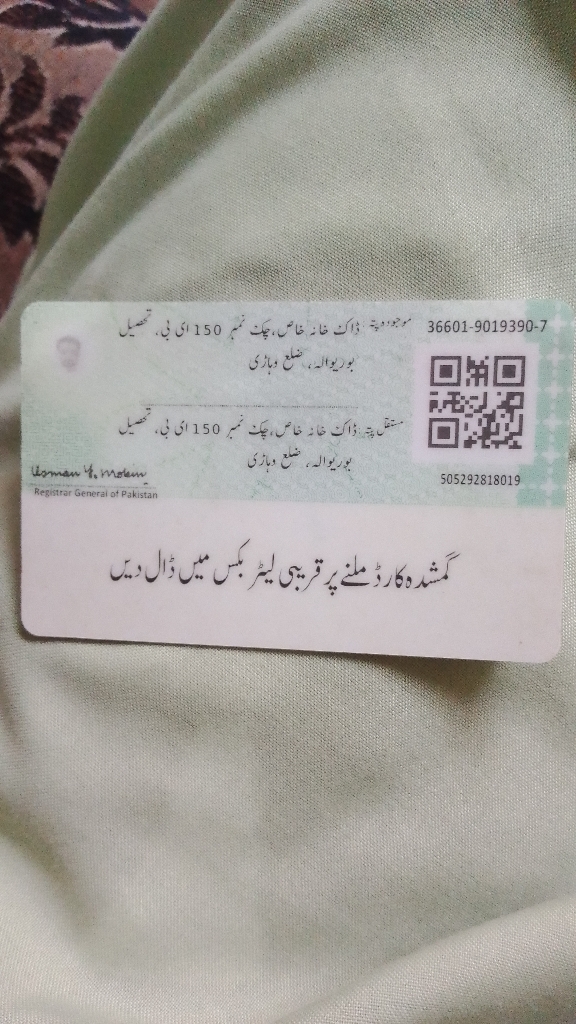 موجودہ پتہ: ڈاک خانہ خاص، چک نمبر 150 ای بی، تحصیل
بوریوالہ، ضلع وہاڑی
36601-9019390-7
مستقل پتہ: ڈاک خانہ خاص، چک نمبر 150 ای بی، تحصیل
بوریوالہ، ضلع وہاڑی
505292818019
Usman Y. Mobin
Registrar General of Pakistan
گمشدہ کارڈ ملنے پر قریبی لیٹر بکس میں ڈال دیں